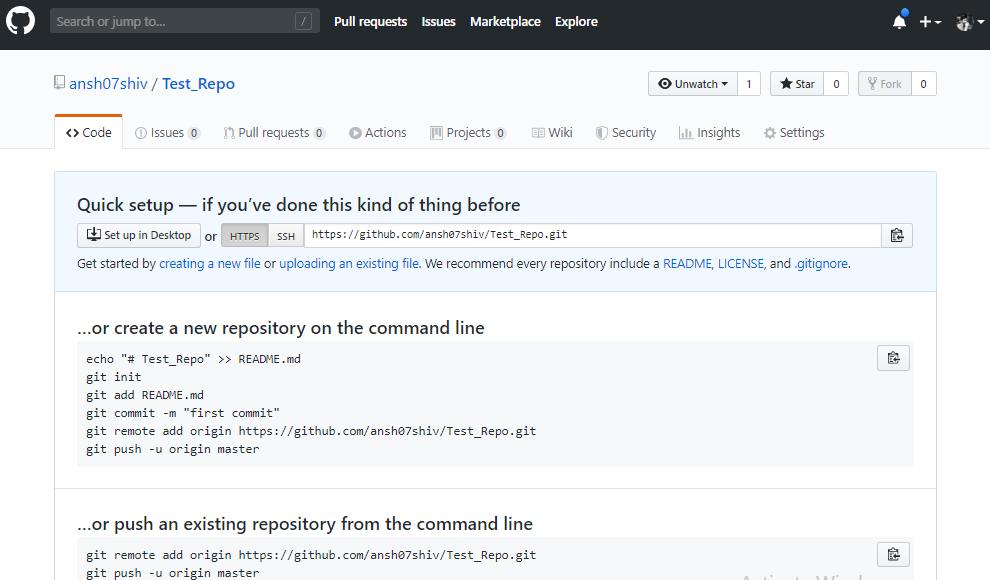 Search or jump to... /
Pull requests Issues Marketplace Explore
ansh07shiv / Test_Repo
Unwatch 1 Star 0 Fork 0
Code Issues 0 Pull requests 0 Actions Projects 0 Wiki Security Insights Settings
Quick setup — if you’ve done this kind of thing before
Set up in Desktop or HTTPS SSH https://github.com/ansh07shiv/Test_Repo.git
Get started by creating a new file or uploading an existing file. We recommend every repository include a README, LICENSE, and .gitignore.
…or create a new repository on the command line
echo "# Test_Repo" >> README.md
git init
git add README.md
git commit -m "first commit"
git remote add origin https://github.com/ansh07shiv/Test_Repo.git
git push -u origin master
…or push an existing repository from the command line
git remote add origin https://github.com/ansh07shiv/Test_Repo.git
git push -u origin master